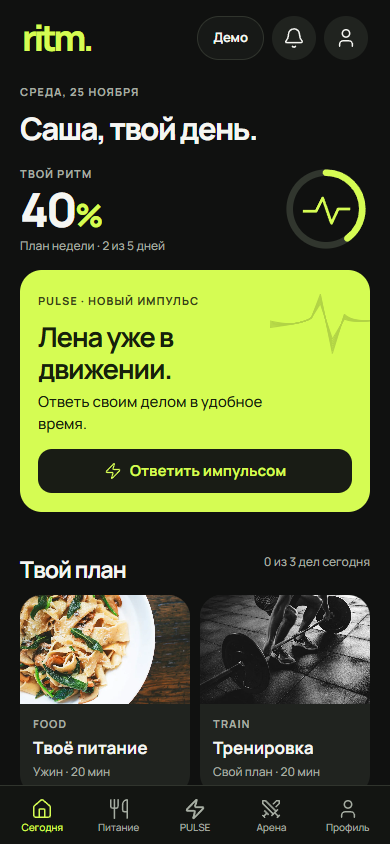 ritm.
Демо
СРЕДА, 25 НОЯБРЯ
Саша, твой день.
ТВОЙ РИТМ
40%
План недели · 2 из 5 дней
PULSE · НОВЫЙ ИМПУЛЬС
Лена уже в
движении.
Ответь своим делом в удобное
время.
Ответить импульсом
Твой план
0 из 3 дел сегодня
FOOD
Твоё питание
Ужин · 20 мин
TRAIN
Тренировка
Свой план · 20 мин
Сегодня
Питание
PULSE
Арена
Профиль